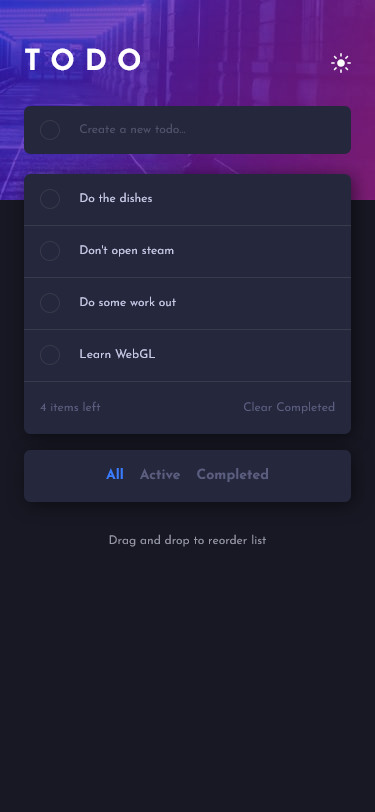 TODO
Create a new todo...
Do the dishes
Don't open steam
Do some work out
Learn WebGL
4 items left Clear Completed
All Active Completed
Drag and drop to reorder list